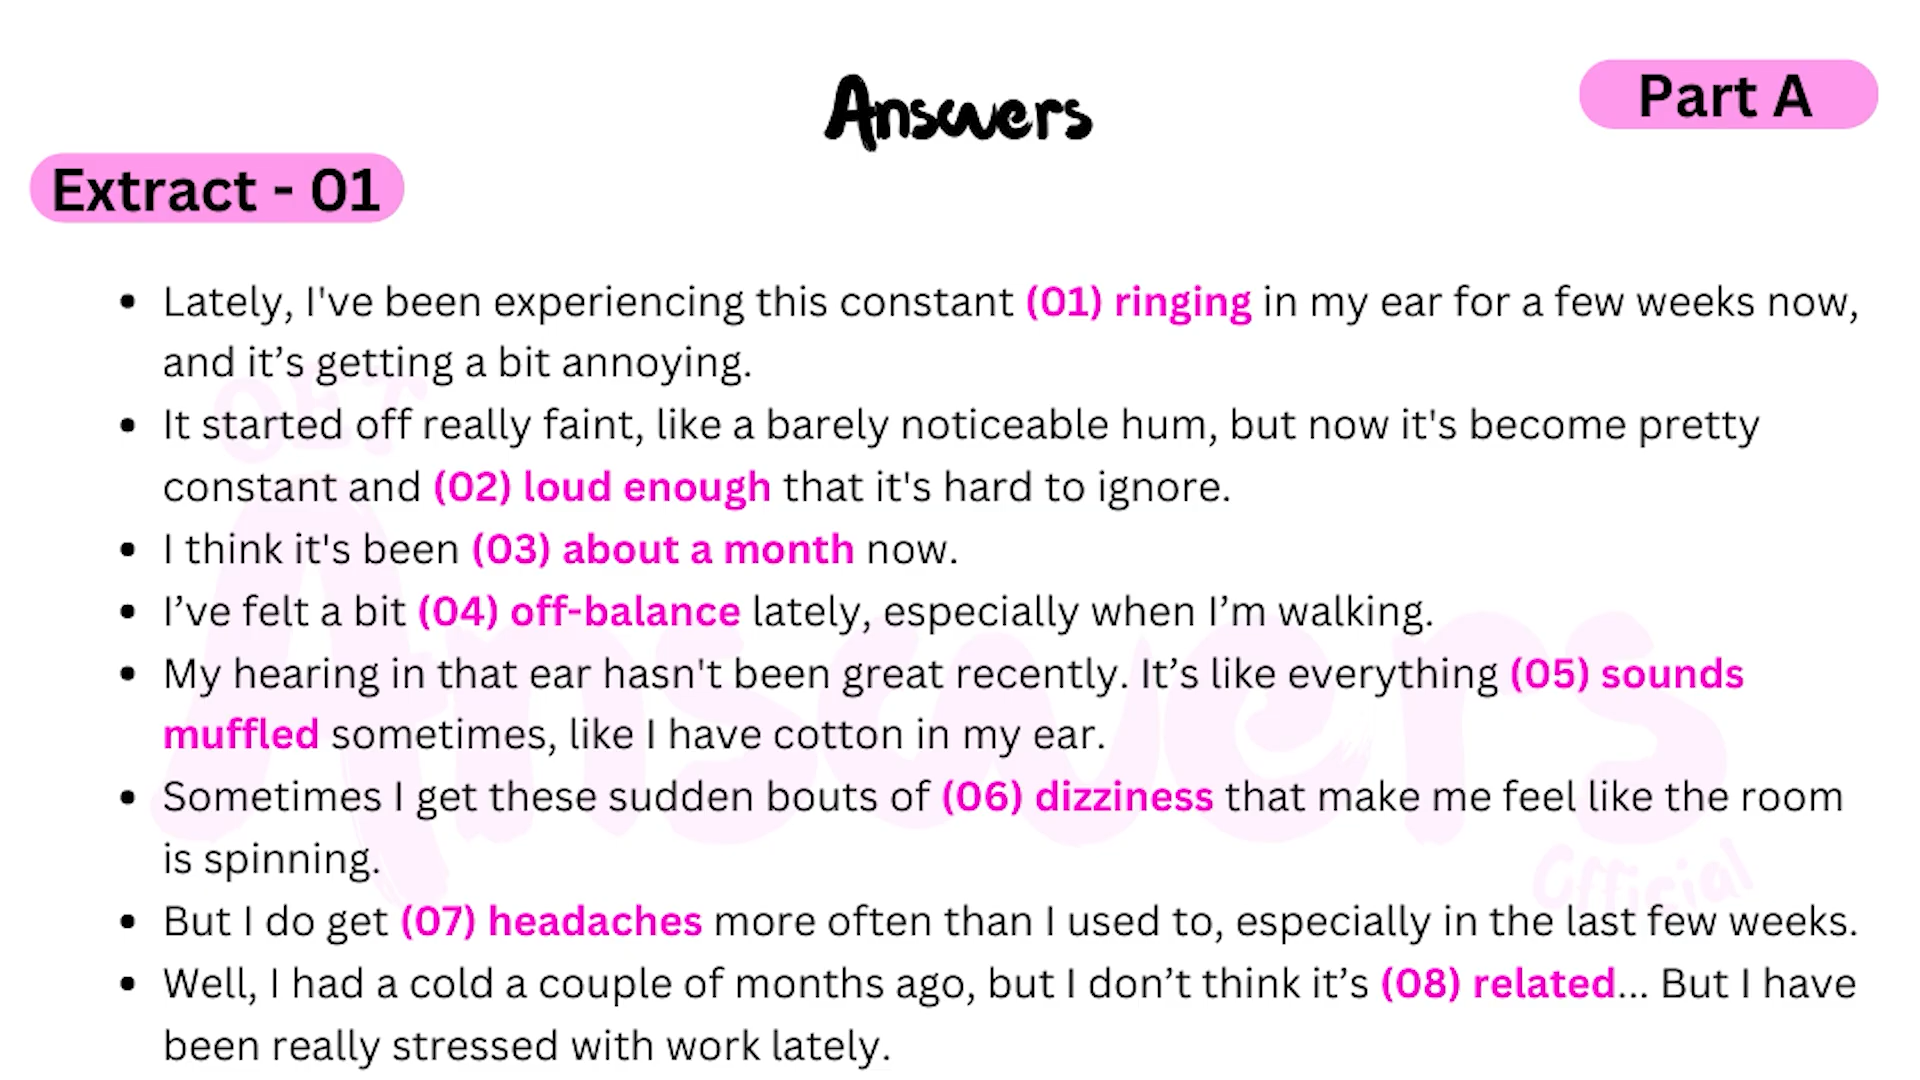 Answers
Part A
Extract - 01
• Lately, I've been experiencing this constant (01) ringing in my ear for a few weeks now,
and it’s getting a bit annoying.
• It started off really faint, like a barely noticeable hum, but now it's become pretty
constant and (02) loud enough that it's hard to ignore.
• I think it's been (03) about a month now.
• I’ve felt a bit (04) off-balance lately, especially when I’m walking.
• My hearing in that ear hasn't been great recently. It’s like everything (05) sounds
muffled sometimes, like I have cotton in my ear.
• Sometimes I get these sudden bouts of (06) dizziness that make me feel like the room
is spinning.
• But I do get (07) headaches more often than I used to, especially in the last few weeks.
• Well, I had a cold a couple of months ago, but I don’t think it’s (08) related... But I have
been really stressed with work lately.
OET
Answers
Official